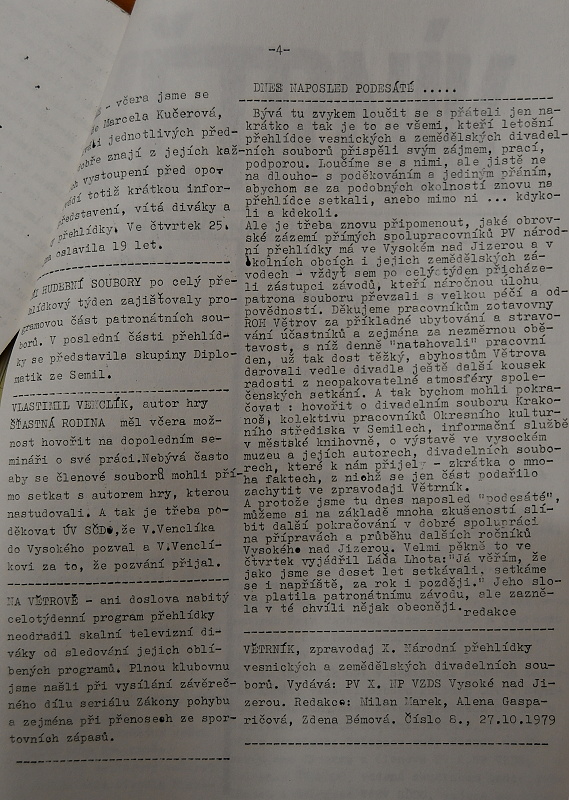 -4-
- včera jsme se
Marcela Kučerová,
jednotlivých před-
dobře znají z jejich kaž-
vystoupení před opo-
totiž krátkou infor-
představení, vítá diváky a
přehlídky. Ve čtvrtek 25.
oslavila 19 let.
HUDEBNÍ SOUBORY po celý pře-
hlídkový týden zajišťovaly pro-
gramovou část patronátních sou-
borů. V poslední části přehlíd-
ky se představila skupiny Diplo-
matik ze Semil.
VLASTIMIL VENCLÍK, autor hry
ŠŤASTNÁ RODINA měl včera mož-
nost hovořit na dopoledním se-
mináři o své práci.Nebývá často
aby se členové souborů mohli pří-
mo setkat s autorem hry, kterou
nastudovali. A tak je třeba po-
děkovat ÚV SČDO,že V.Venclíka
do Vysokého pozval a V.Venclí-
kovi za to, že pozvání přijal.
NA VĚTROVĚ - ani doslova nabitý
celotýdenní program přehlídky
neodradil skalní televizní di-
váky od sledování jejich oblí-
bených programů. Plnou klubovnu
jsme našli při vysílání závěreč-
ného dílu seriálu Zákony pohybu
a zejména při přenosech ze spor-
tovních zápasů.
DNES NAPOSLED PODESÁTÉ .....
Bývá tu zvykem loučit se s přáteli jen na-
krátko a tak je to se všemi, kteří letošní
přehlídce vesnických a zemědělských divadel-
ních souborů přispěli svým zájmem, prací,
podporou. Loučíme se s nimi, ale jistě ne
na dlouho- s poděkováním a jediným přáním,
abychom se za podobných okolností znovu na
přehlídce setkali, anebo mimo ni ... kdyko-
li a kdekoli.
Ale je třeba znovu připomenout, jaké obrov-
ské zázemí přímých spolupracovníků PV národ-
ní přehlídky má ve Vysokém nad Jizerou a v
okolních obcích i jejich zemědělských zá-
vodech - vždyť sem po celý týden přicháze-
li zástupci závodů, kteří náročnou úlohu
patrona souboru převzali s velkou péčí a od-
povědností. Děkujeme pracovníkům zotavovny
ROH Větrov za příkladné ubytování a stravo-
vání účastníků a zejména za nezměrnou obě-
tavost, s níž denně "natahovali" pracovní
den, už tak dost těžký, abyhostům Větrova
darovali vedle divadle ještě další kousek
radosti z neopakovatelné atmosféry spole-
čenských setkání. A tak bychom mohli pokra-
čovat : hovořit o divadelním souboru Krako-
noš, kolektivu pracovníků Okresního kultur-
ního střediska v Semilech, informační službě
v městské knihovně, o výstavě ve vysockém
muzeu a jejích autorech, divadelních soubo-
rech, které k nám přijely - zkrátka o mno-
ha faktech, z nichž se jen část podařilo
zachytit ve zpravodaji Větrník.
A protože jsme tu dnes naposled "podesáté",
můžeme si na základě mnoha zkušeností slí-
bit další pokračování v dobré spolupráci
na přípravách a průběhu dalších ročníků
Vysokého nad Jizerou. Velmi pěkně to ve
čtvrtek vyjádřil Láďa Lhota:"Já věřím, že
jako jsme se deset let setkávali, setkáme
se i napříště, za rok i později." Jeho slo-
va platila patronátnímu závodu, ale zazně-
la v té chvíli nějak obecněji.redakce
VĚTRNÍK, zpravodaj X. Národní přehlídky
vesnických a zemědělských divadelních sou-
borů. Vydává: PV X. NP VZDS Vysoké nad Ji-
zerou. Redakce: Milan Marek, Alena Gaspa-
ričová, Zdena Bémová. Číslo 8., 27.10.1979